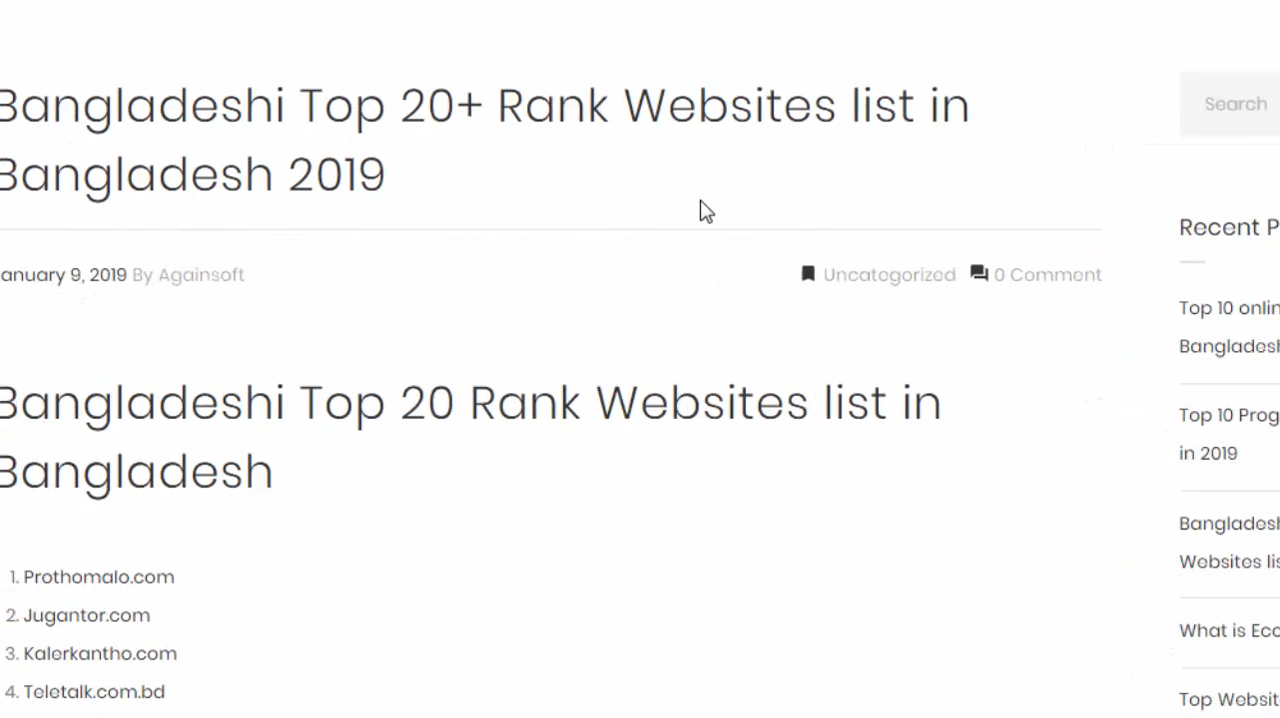 Bangladeshi Top 20+ Rank Websites list in
Bangladesh 2019
Search
anuary 9, 2019 By Againsoft
Uncategorized 0 Comment
Bangladeshi Top 20 Rank Websites list in
Bangladesh
1. Prothomalo.com
2. Jugantor.com
3. Kalerkantho.com
4. Teletalk.com.bd
Recent P
Top 10 onlin
Bangladesh
Top 10 Prog
in 2019
Bangladesh
Websites lis
What is Eco
Top Websit